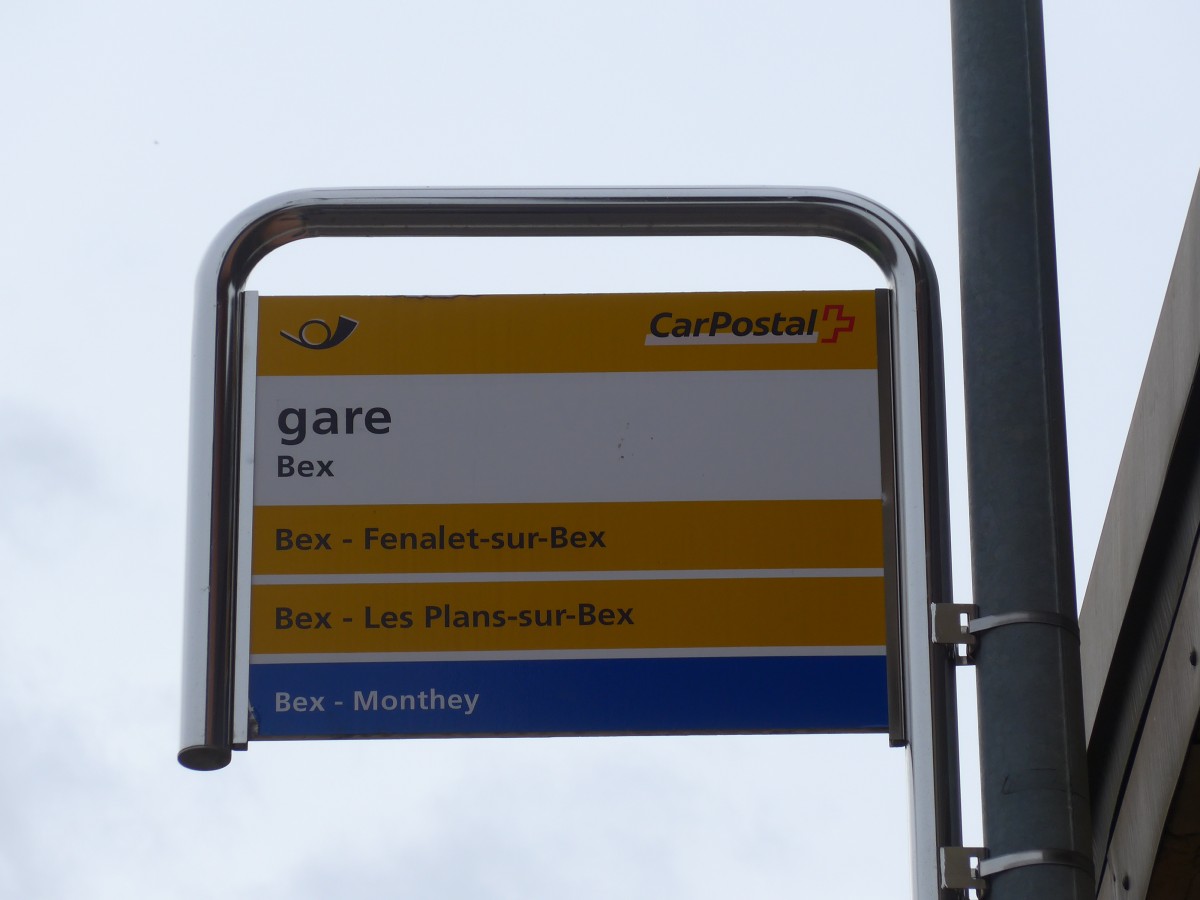 CarPostal
gare
Bex
Bex - Fenalet-sur-Bex
Bex - Les Plans-sur-Bex
Bex - Monthey